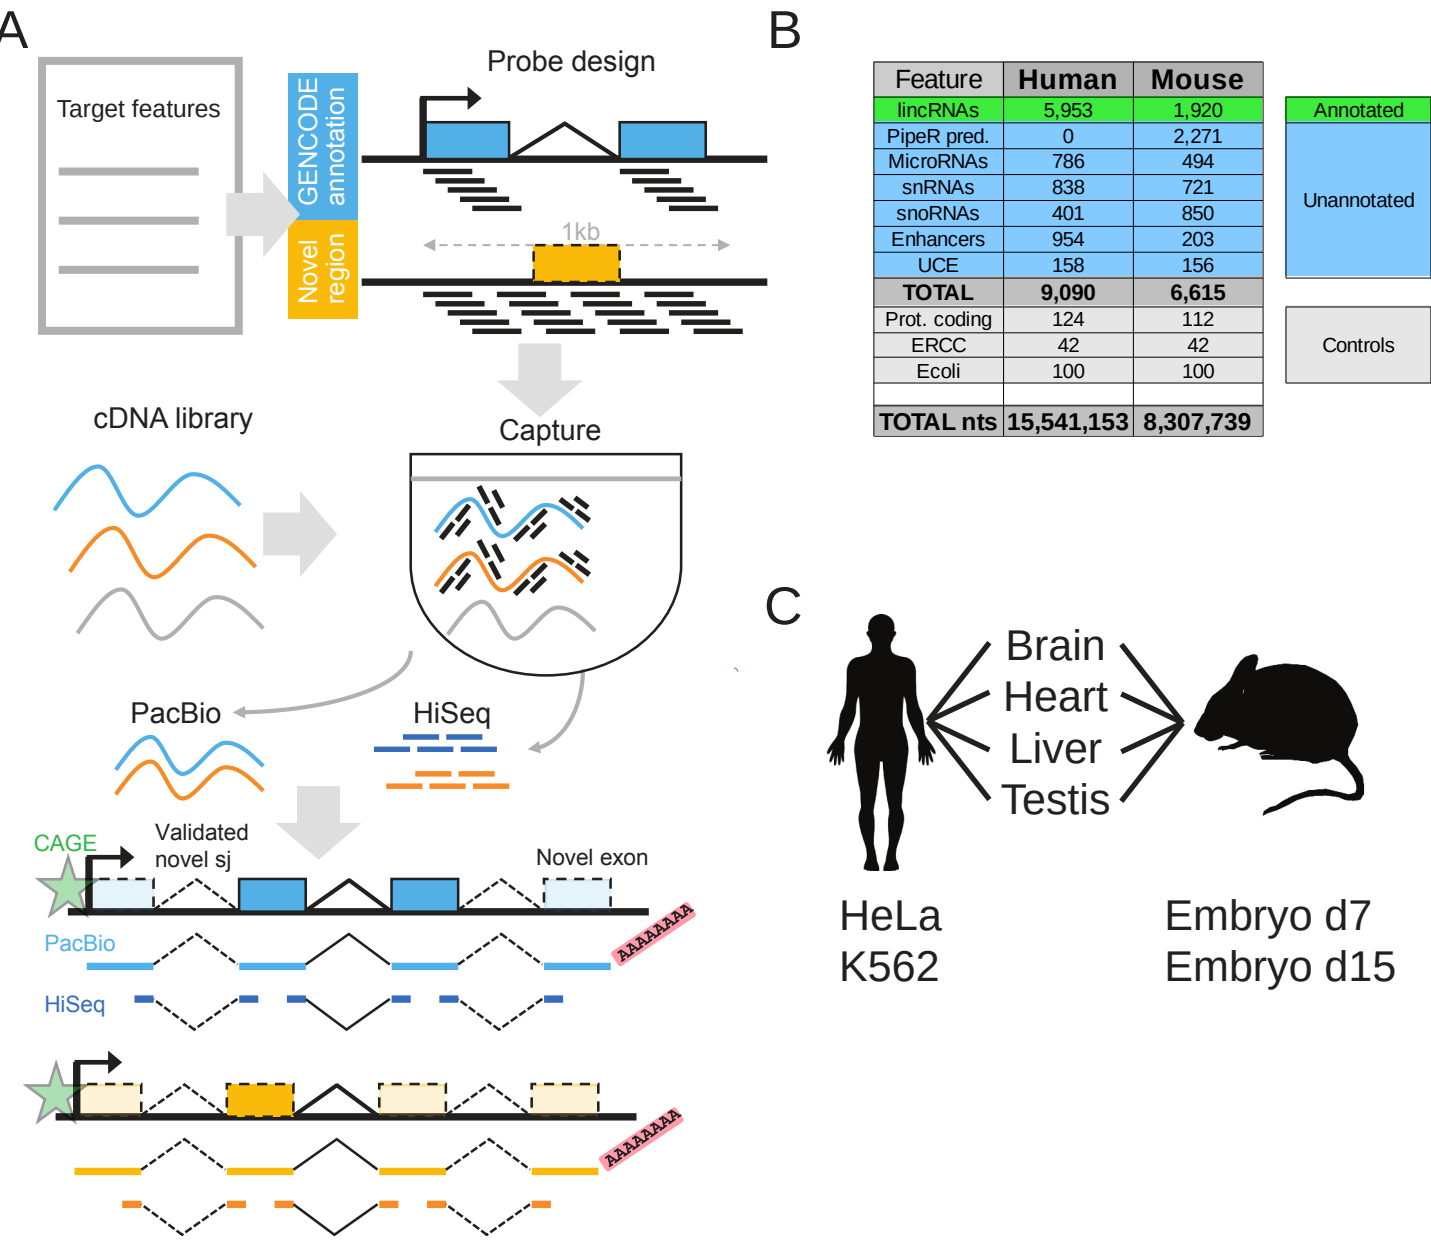 A
Target features
GENCODE
annotation
Novel
region
Probe design
1kb
cDNA library
Capture
PacBio
HiSeq
CAGE
Validated
novel sj
Novel exon
AAAAAAAAA
PacBio
HiSeq
AAAAAAAAA
B
Feature Human Mouse
lincRNAs 5,953 1,920
PipeR pred. 0 2,271
MicroRNAs 786 494
snRNAs 838 721
snoRNAs 401 850
Enhancers 954 203
UCE 158 156
TOTAL 9,090 6,615
Prot. coding 124 112
ERCC 42 42
Ecoli 100 100
TOTAL nts 15,541,153 8,307,739
Annotated
Unannotated
Controls
C
Brain
Heart
Liver
Testis
HeLa
K562
Embryo d7
Embryo d15